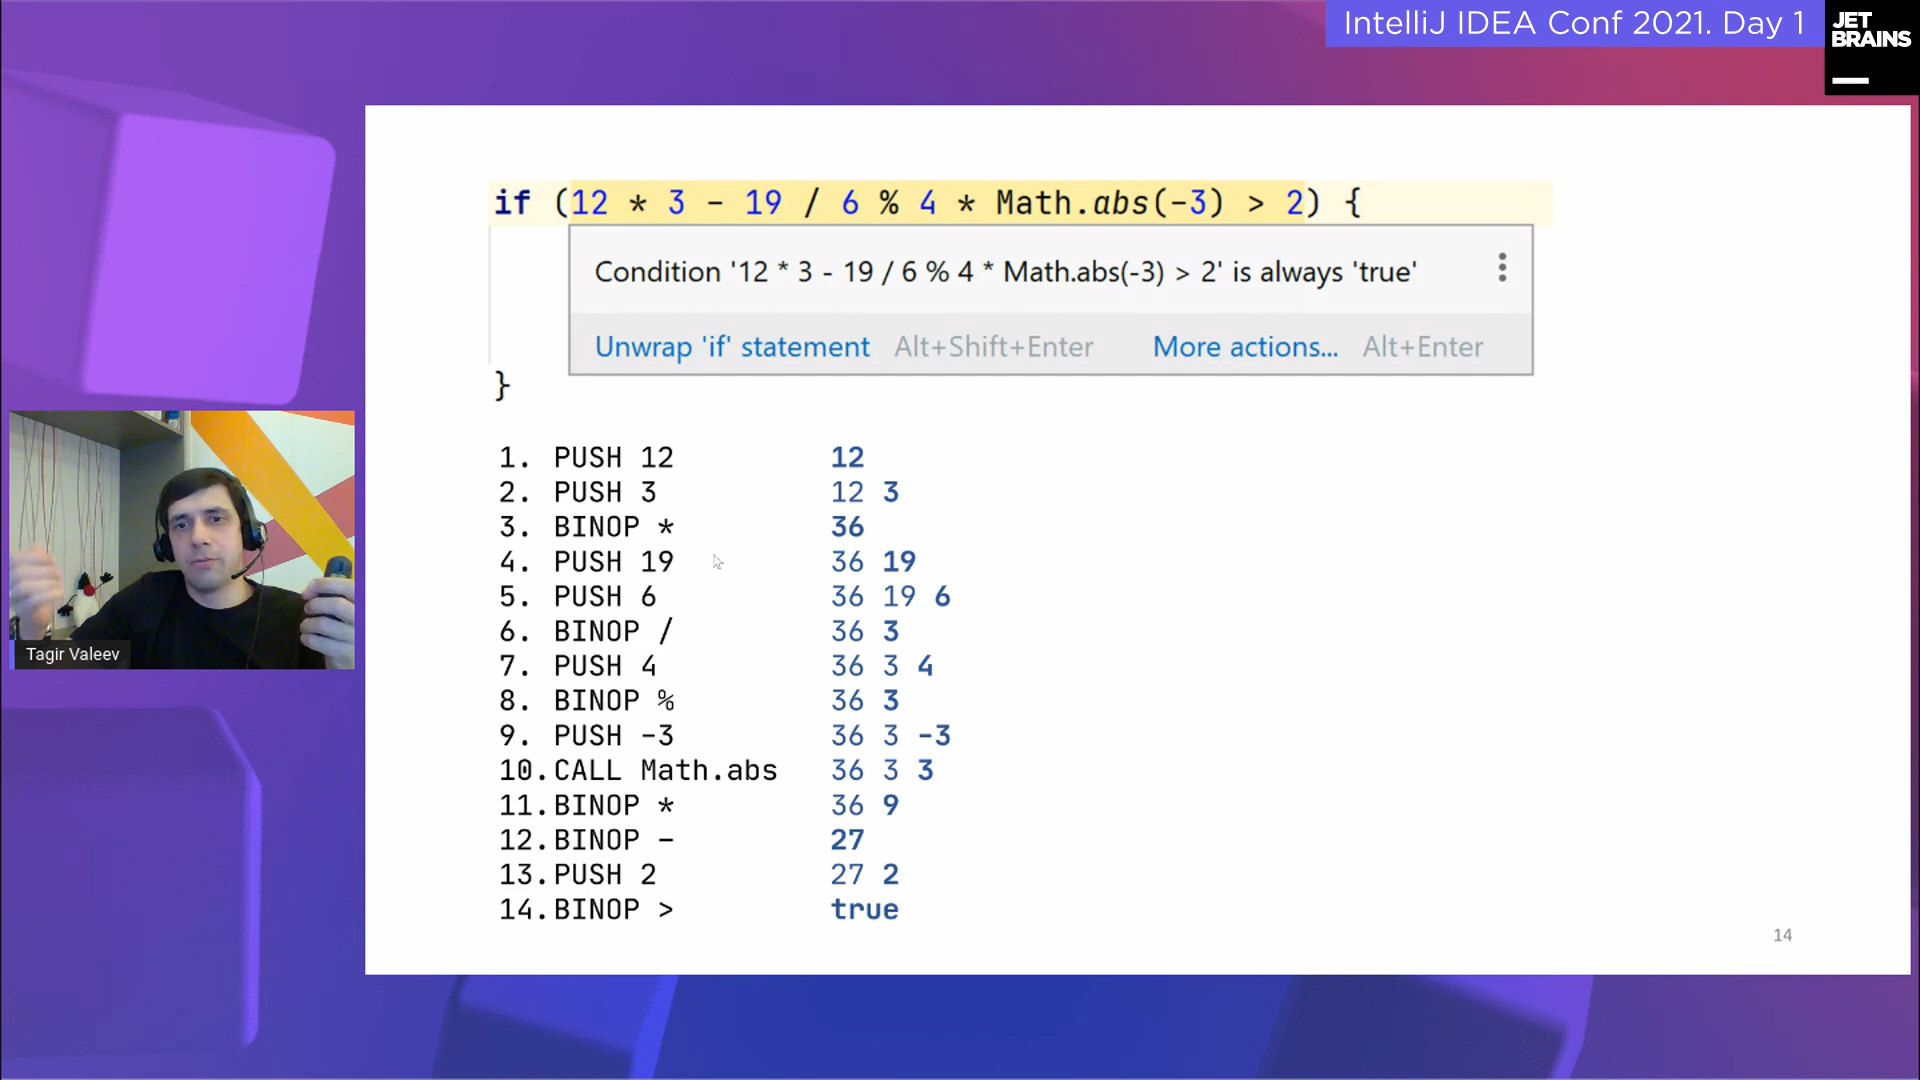 IntelliJ IDEA Conf 2021. Day 1
JET
BRAINS
if (12 * 3 - 19 / 6 % 4 * Math.abs(-3) > 2) {
Condition '12 * 3 - 19 / 6 % 4 * Math.abs(-3) > 2' is always 'true'
Unwrap 'if' statement Alt+Shift+Enter More actions... Alt+Enter
}
1. PUSH 12 12
2. PUSH 3 12 3
3. BINOP * 36
4. PUSH 19 36 19
5. PUSH 6 36 19 6
6. BINOP / 36 3
7. PUSH 4 36 3 4
8. BINOP % 36 3
9. PUSH -3 36 3 -3
10. CALL Math.abs 36 3 3
11. BINOP * 36 9
12. BINOP - 27
13. PUSH 2 27 2
14. BINOP > true
Tagir Valeev
14